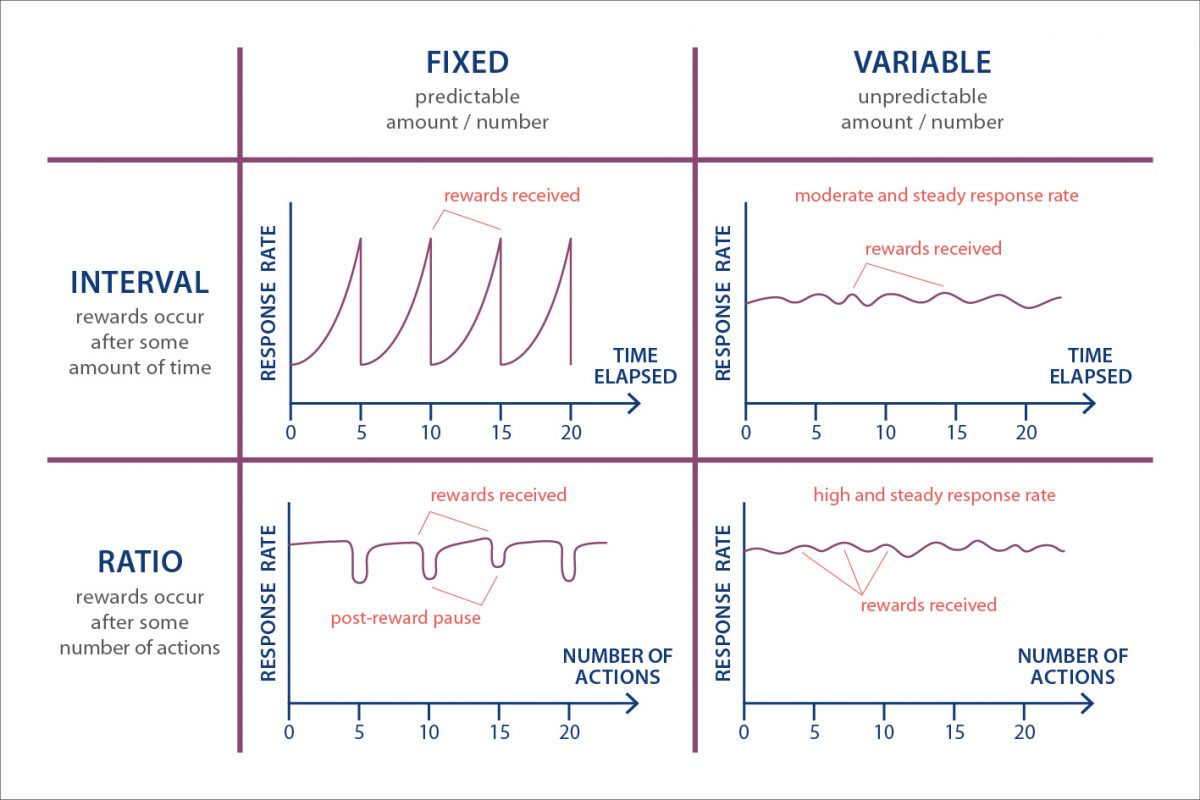 FIXED
predictable
amount / number
VARIABLE
unpredictable
amount / number
INTERVAL
rewards occur
after some
amount of time
RESPONSE RATE
rewards received
TIME
ELAPSED
0 5 10 15 20
RESPONSE RATE
moderate and steady response rate
rewards received
TIME
ELAPSED
0 5 10 15 20
RATIO
rewards occur
after some
number of actions
RESPONSE RATE
rewards received
post-reward pause
NUMBER OF
ACTIONS
0 5 10 15 20
RESPONSE RATE
high and steady response rate
rewards received
NUMBER OF
ACTIONS
0 5 10 15 20